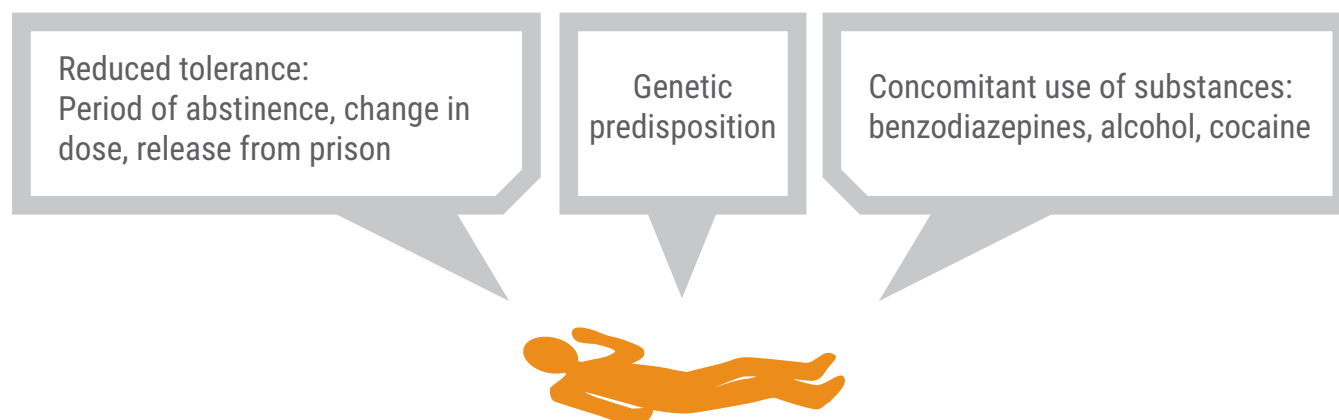 Reduced tolerance:
Period of abstinence, change in
dose, release from prison
Genetic
predisposition
Concomitant use of substances:
benzodiazepines, alcohol, cocaine